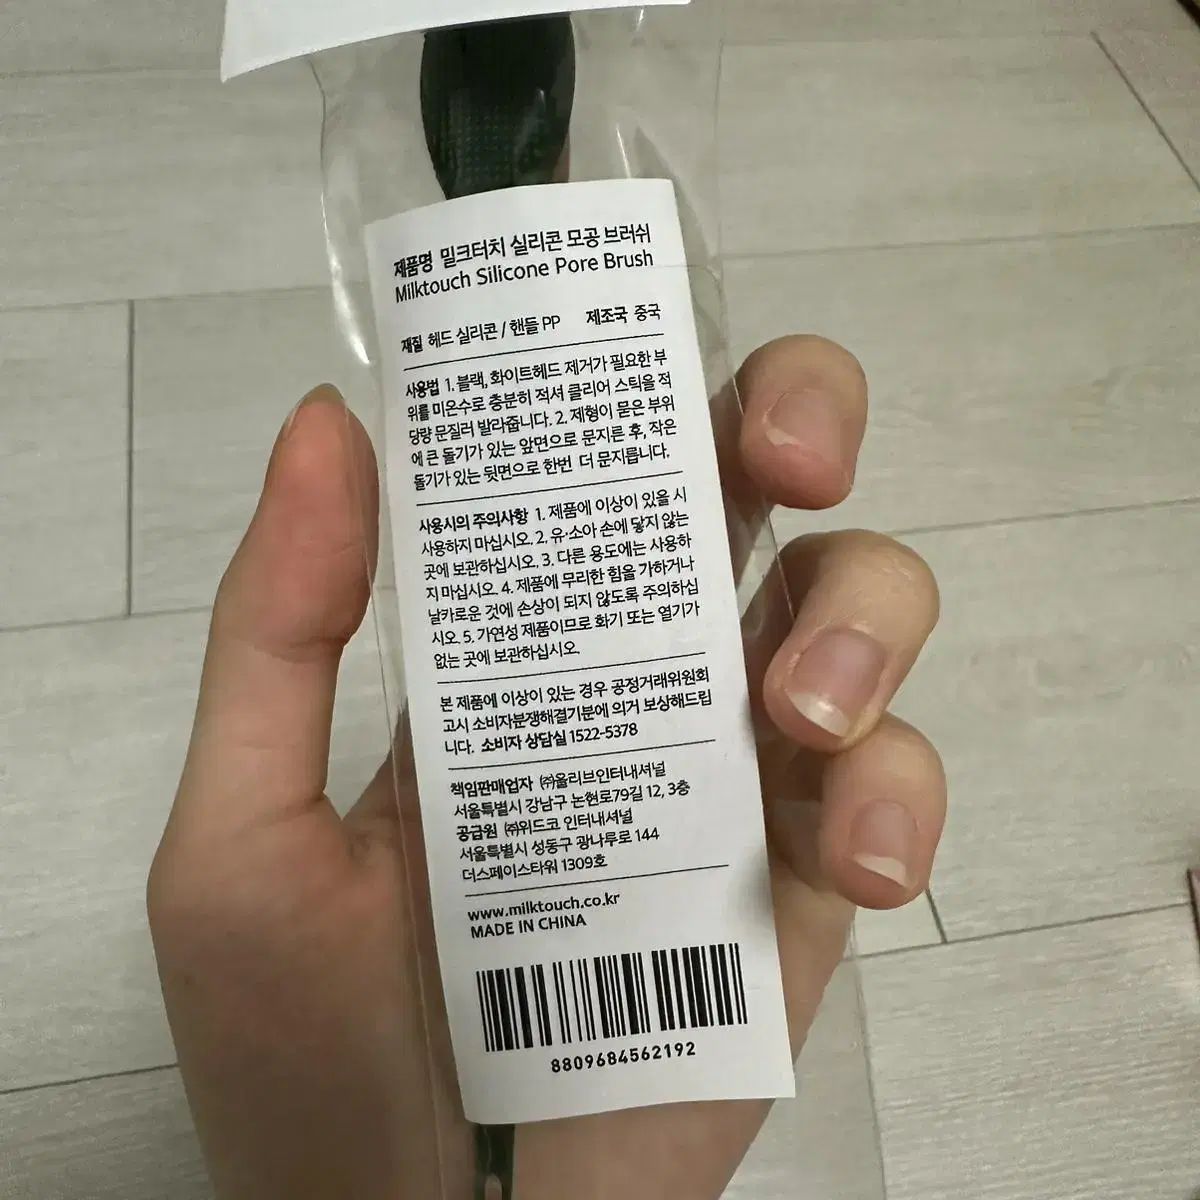 제품명 밀크터치 실리콘 모공 브러쉬
Milktouch Silicone Pore Brush
재질 헤드 실리콘 / 핸들 PP 제조국 중국
사용법 1. 블랙, 화이트헤드 제거가 필요한 부
위를 미온수로 충분히 적셔 클리어 스틱을 적
당량 문질러 발라줍니다. 2. 제형이 묻은 부위
에 큰 돌기가 있는 앞면으로 문지른 후, 작은
돌기가 있는 뒷면으로 한번 더 문지릅니다.
사용시의 주의사항 1. 제품에 이상이 있을 시
사용하지 마십시오. 2. 유·소아 손에 닿지 않는
곳에 보관하십시오. 3. 다른 용도에는 사용하
지 마십시오. 4. 제품에 무리한 힘을 가하거나
날카로운 것에 손상이 되지 않도록 주의하십
시오. 5. 가연성 제품이므로 화기 또는 열기가
없는 곳에 보관하십시오.
본 제품에 이상이 있는 경우 공정거래위원회
고시 소비자분쟁해결기분에 의거 보상해드립
니다. 소비자 상담실 1522-5378
책임판매업자 ㈜올리브인터내셔널
서울특별시 강남구 논현로79길 12, 3층
공급원 ㈜위드코 인터내셔널
서울특별시 성동구 광나루로 144
더스페이스타워 1309호
www.milktouch.co.kr
MADE IN CHINA
8809684562192